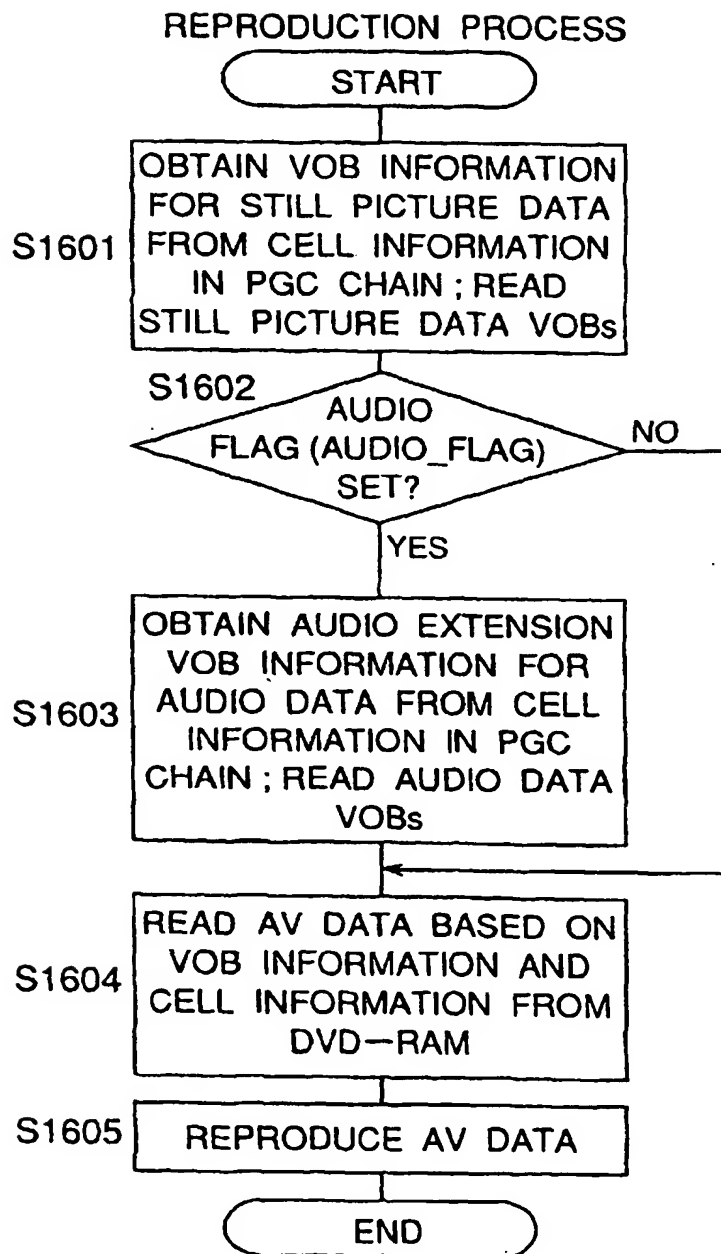 REPRODUCTION PROCESS
START
OBTAIN VOB INFORMATION
FOR STILL PICTURE DATA
FROM CELL INFORMATION
IN PGC CHAIN ; READ
STILL PICTURE DATA VOBs
S1601
S1602
AUDIO
FLAG (AUDIO_FLAG)
SET?
NO
YES
OBTAIN AUDIO EXTENSION
VOB INFORMATION FOR
AUDIO DATA FROM CELL
INFORMATION IN PGC
CHAIN ; READ AUDIO DATA
VOBs
S1603
READ AV DATA BASED ON
VOB INFORMATION AND
CELL INFORMATION FROM
DVD-RAM
S1604
S1605
REPRODUCE AV DATA
END